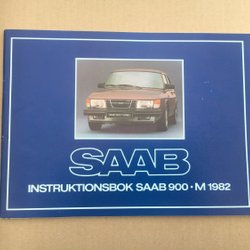 SAAB
INSTRUKTIONSBOK SAAB 900 · M 1982